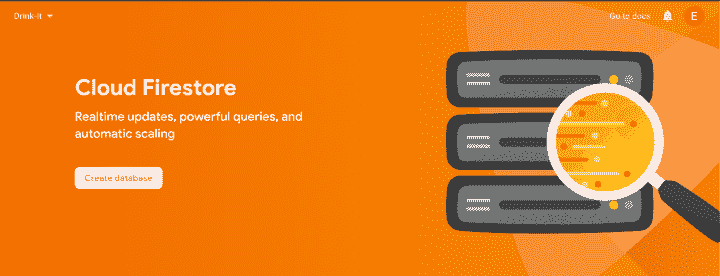 Drink-It
Go to docs
E
Cloud Firestore
Realtime updates, powerful queries, and
automatic scaling
Create database